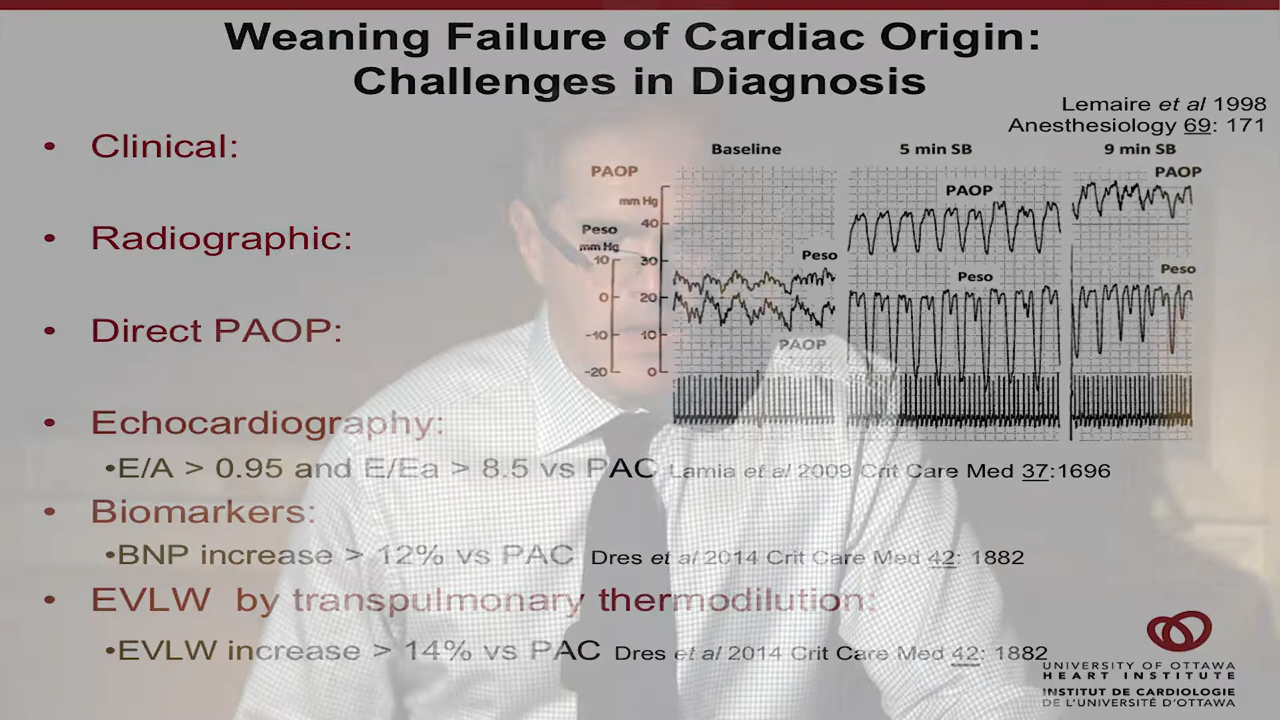 Weaning Failure of Cardiac Origin:
Challenges in Diagnosis
Lemaire et al 1998
Anesthesiology 69: 171
• Clinical:
• Radiographic:
• Direct PAOP:
• Echocardiography:
•E/A > 0.95 and E/Ea > 8.5 vs PAC Lamia et al 2009 Crit Care Med 37:1696
• Biomarkers:
•BNP increase > 12% vs PAC Dres et al 2014 Crit Care Med 42: 1882
• EVLW by transpulmonary thermodilution:
•EVLW increase > 14% vs PAC Dres et al 2014 Crit Care Med 42: 1882
Baseline
5 min SB
9 min SB
PAOP
mm Hg
40
30
20
10
0
Peso
mm Hg
10
0
-10
-20
Peso
PAOP
PAOP
Peso
PAOP
Peso
UNIVERSITY OF OTTAWA
HEART INSTITUTE
INSTITUT DE CARDIOLOGIE
DE L'UNIVERSITÉ D'OTTAWA